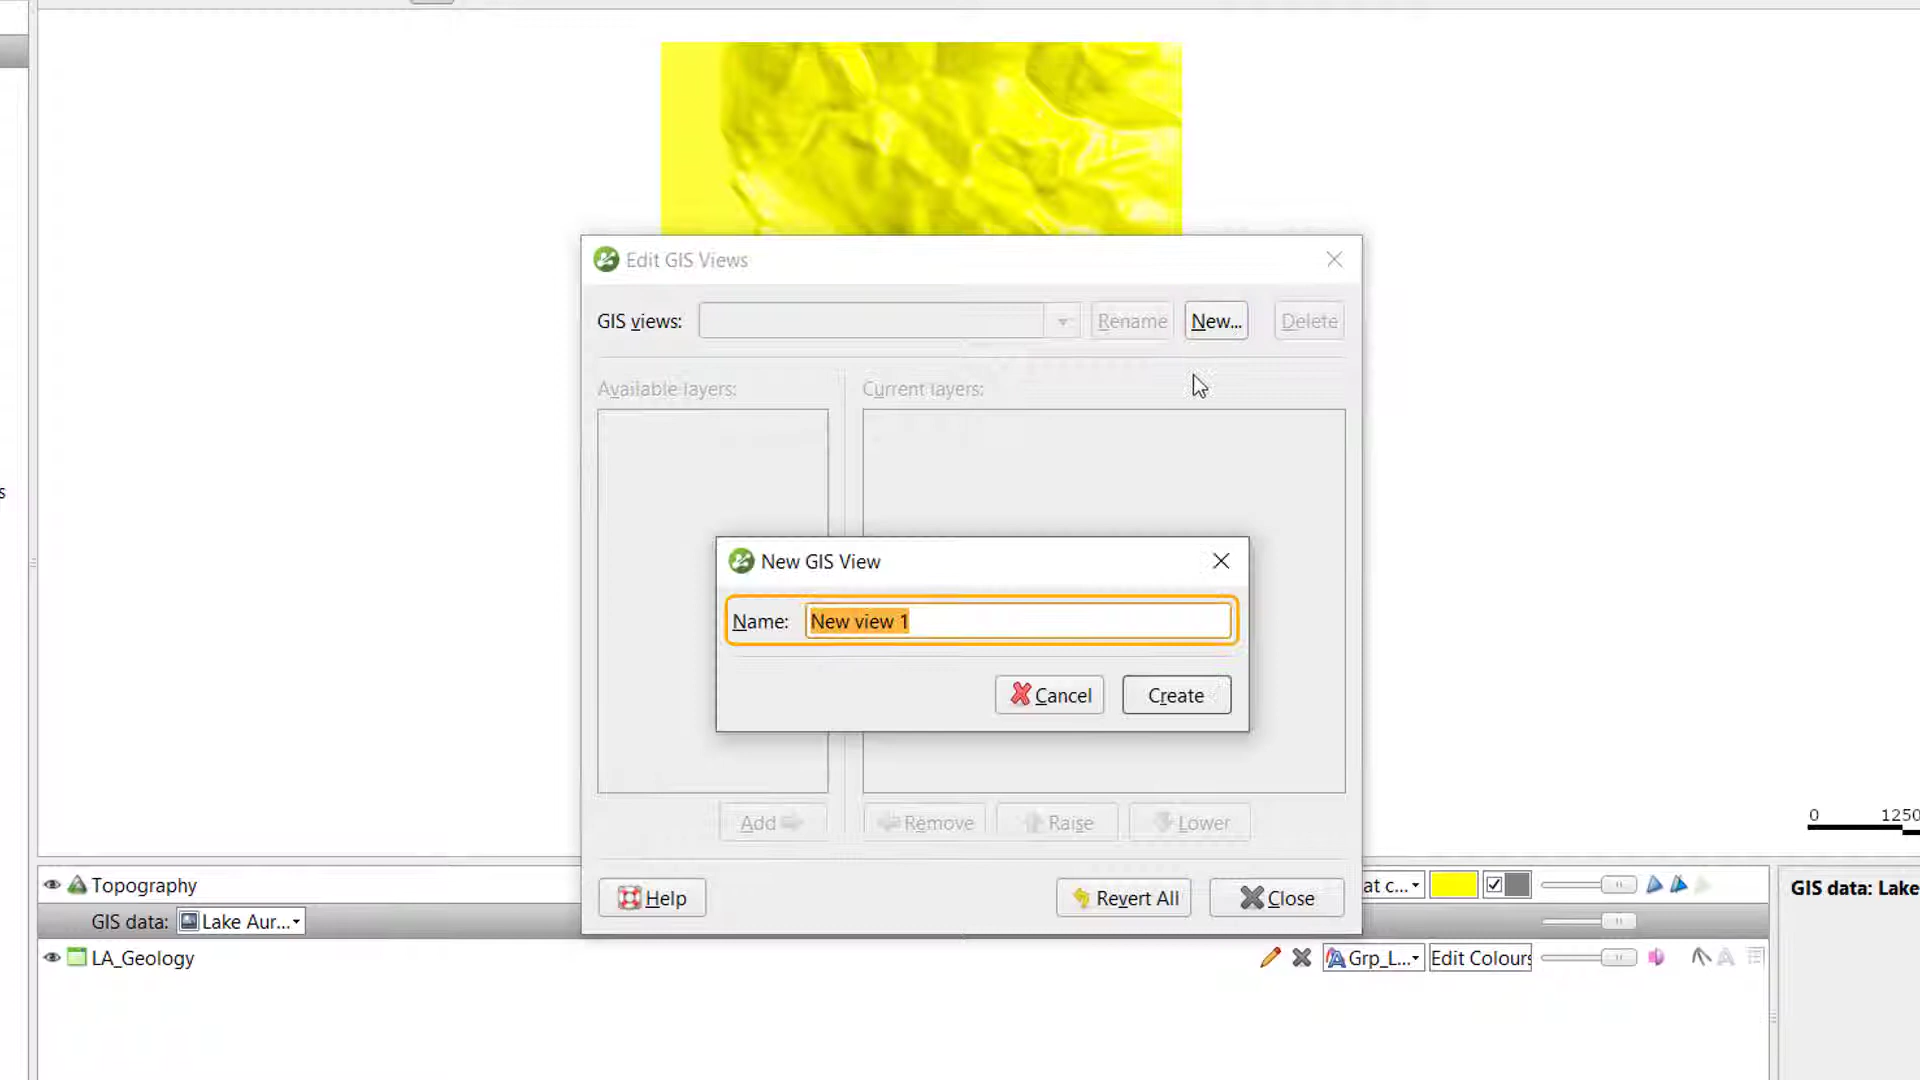 Edit GIS Views
GIS views: Rename New... Delete
Available layers: Current layers:
s
New GIS View
Name: New view 1
Cancel Create
Add Remove Raise Lower
0 1250
Help Revert All Close
Topography at c...
GIS data: Lake Aur... GIS data: Lake
LA_Geology Grp_L... Edit Colours